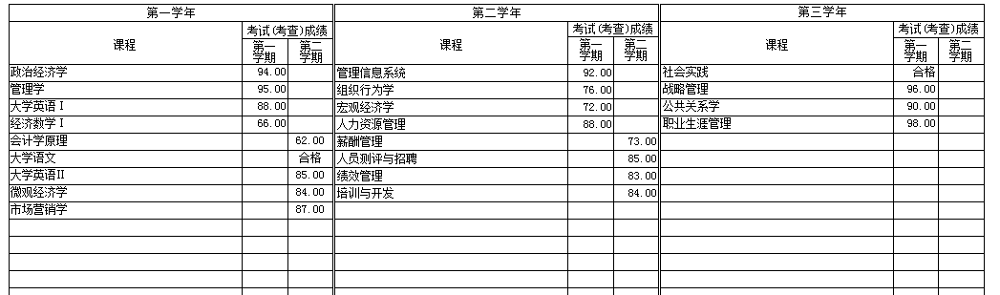 第一学年 第二学年 第三学年
课程 考试(考查)成绩 课程 考试(考查)成绩 课程 考试(考查)成绩
第一学期 第二学期 第一学期 第二学期 第一学期 第二学期
政治经济学 94.00 管理信息系统 92.00 社会实践 合格
管理学 95.00 组织行为学 76.00 战略管理 96.00
大学英语Ⅰ 88.00 宏观经济学 72.00 公共关系学 90.00
经济数学Ⅰ 66.00 人力资源管理 88.00 职业生涯管理 98.00
会计学原理 62.00 薪酬管理 73.00
大学语文 合格 人员测评与招聘 85.00
大学英语Ⅱ 85.00 绩效管理 83.00
微观经济学 84.00 培训与开发 84.00
市场营销学 87.00